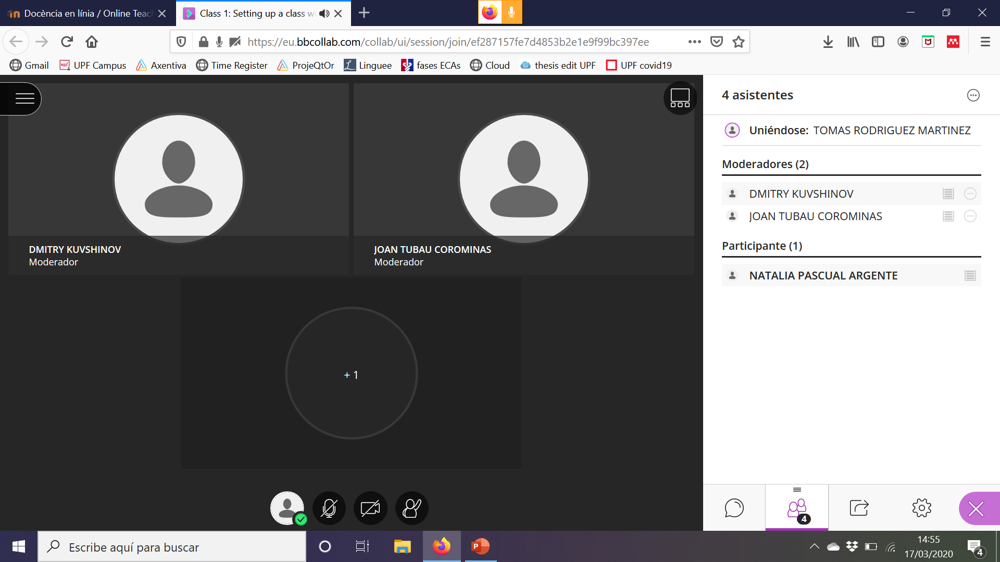 Docència en línia / Online Teac
Class 1: Setting up a class wi
https://eu.bbcollab.com/collab/ui/session/join/ef287157fe7d4853b2e1e9f99bc397ee
Gmail
UPF Campus
Axentiva
Time Register
ProjeQtOr
Linguee
fases ECAs
Cloud
thesis edit UPF
UPF covid19
DMITRY KUVSHINOV
Moderador
JOAN TUBAU COROMINAS
Moderador
+ 1
4 asistentes
Uniéndose: TOMAS RODRIGUEZ MARTINEZ
Moderadores (2)
DMITRY KUVSHINOV
JOAN TUBAU COROMINAS
Participante (1)
NATALIA PASCUAL ARGENTE
4
Escribe aquí para buscar
14:55
17/03/2020
4